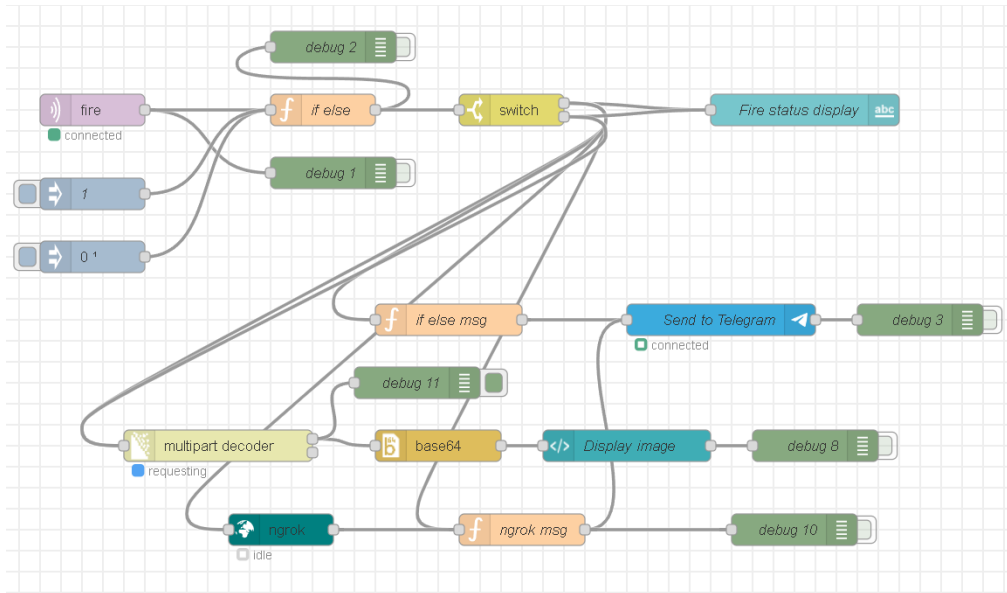 debug 2
fire
if else
switch
Fire status display
abc
connected
debug 1
1
0 ¹
if else msg
Send to Telegram
debug 3
connected
debug 11
multipart decoder
base64
Display image
debug 8
requesting
ngrok
ngrok msg
debug 10
idle